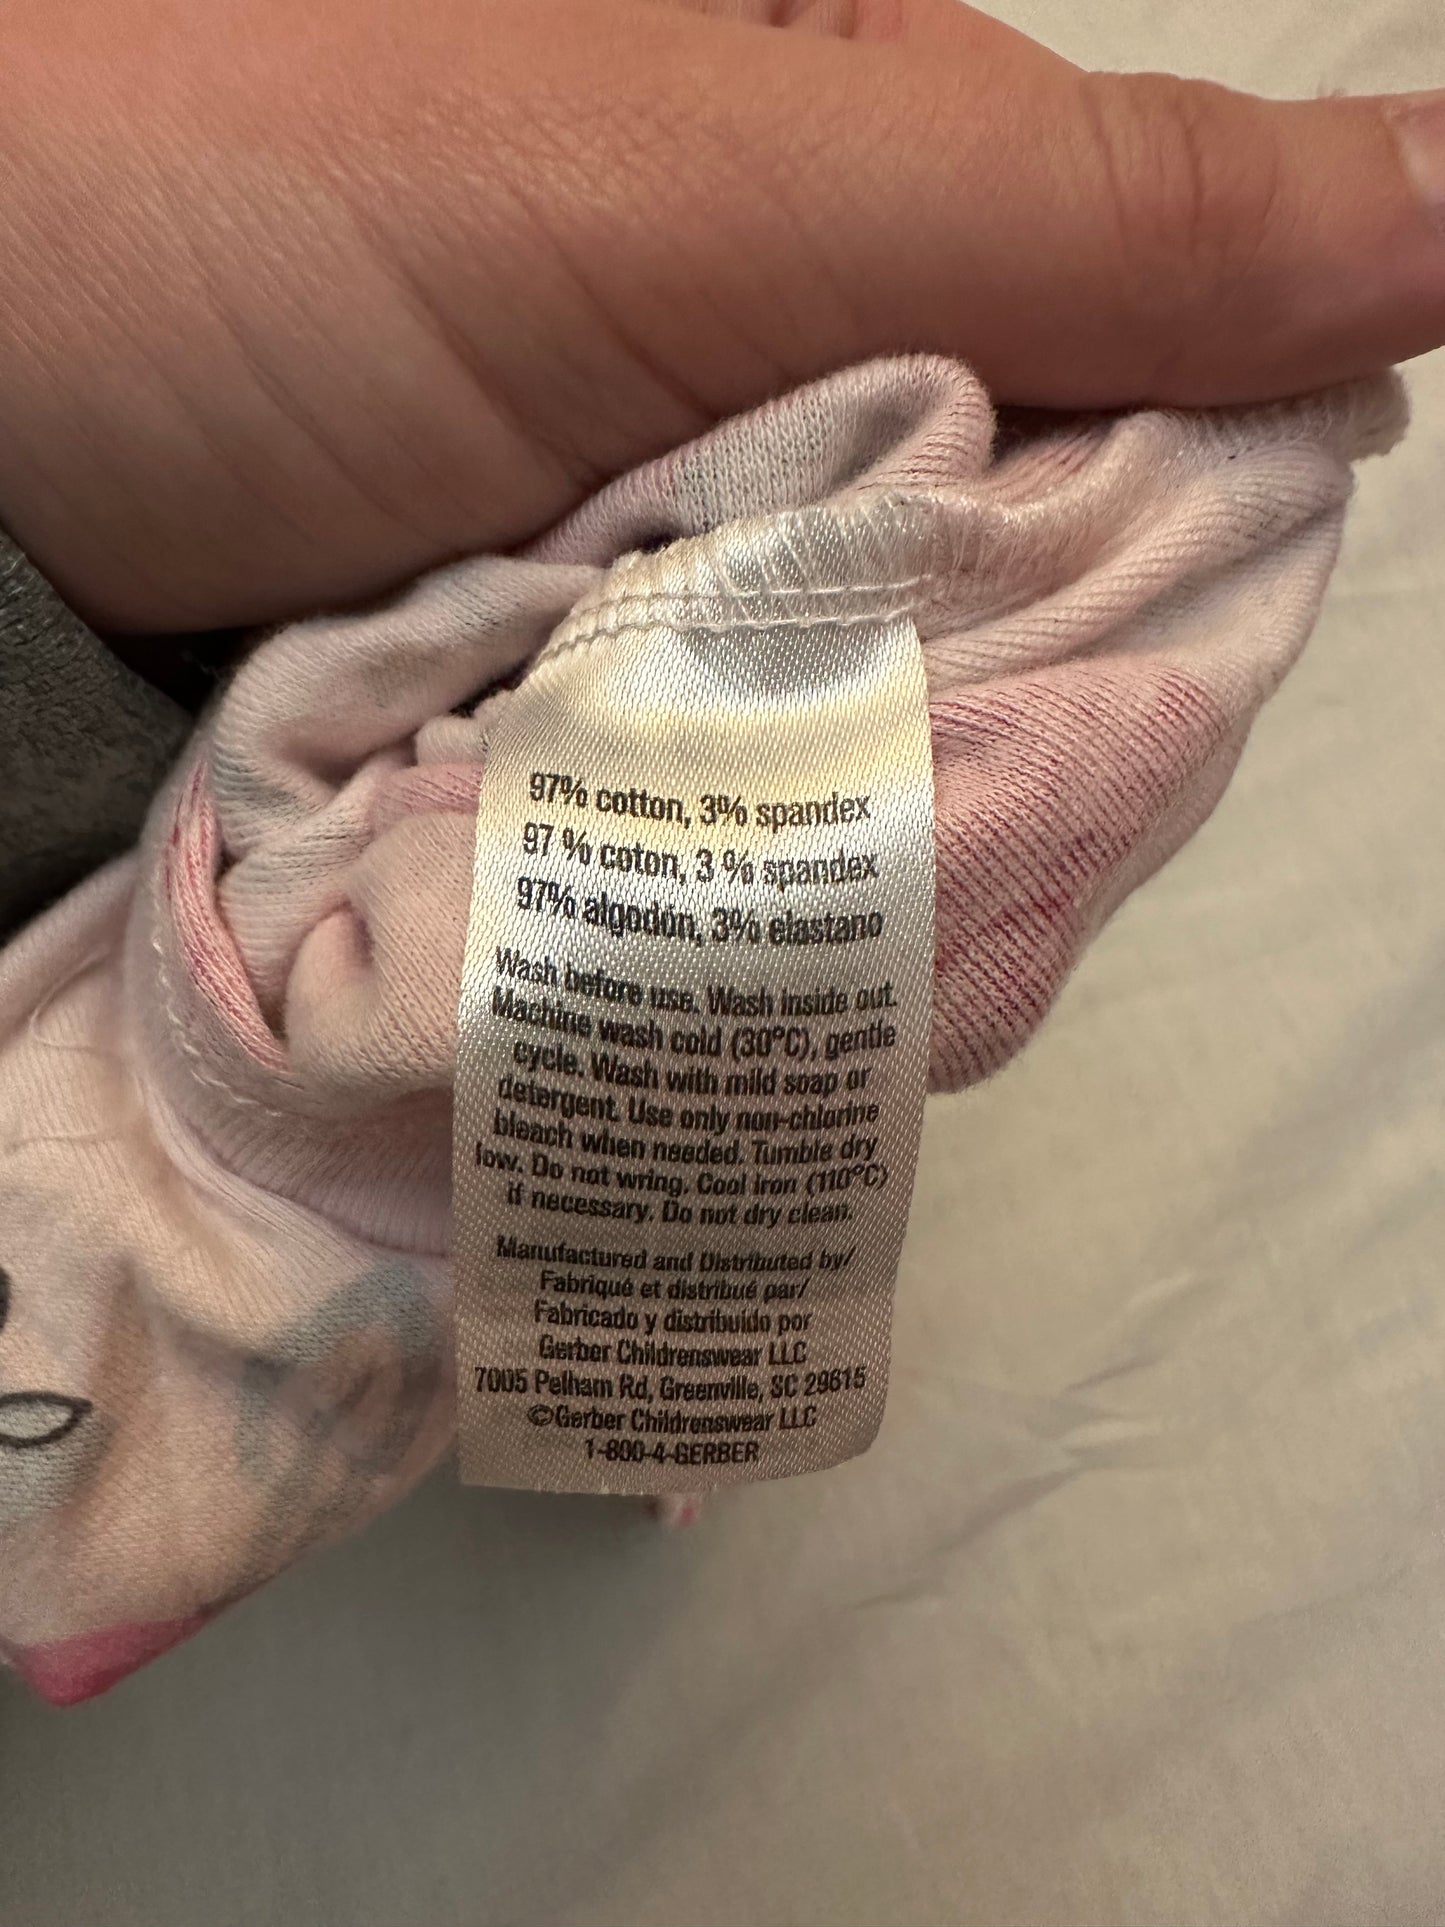 97% cotton, 3% spandex
97 % coton, 3 % spandex
97% algodón, 3% elastano
Wash before use. Wash inside out.
Machine wash cold (30°C), gentle
cycle. Wash with mild soap or
detergent. Use only non-chlorine
bleach when needed. Tumble dry
low. Do not wring. Cool iron (110°C)
if necessary. Do not dry clean.
Manufactured and Distributed by/
Fabriqué et distribué par/
Fabricado y distribuido por
Gerber Childrenswear LLC
7005 Pelham Rd, Greenville, SC 29615
©Gerber Childrenswear LLC
1-800-4-GERBER